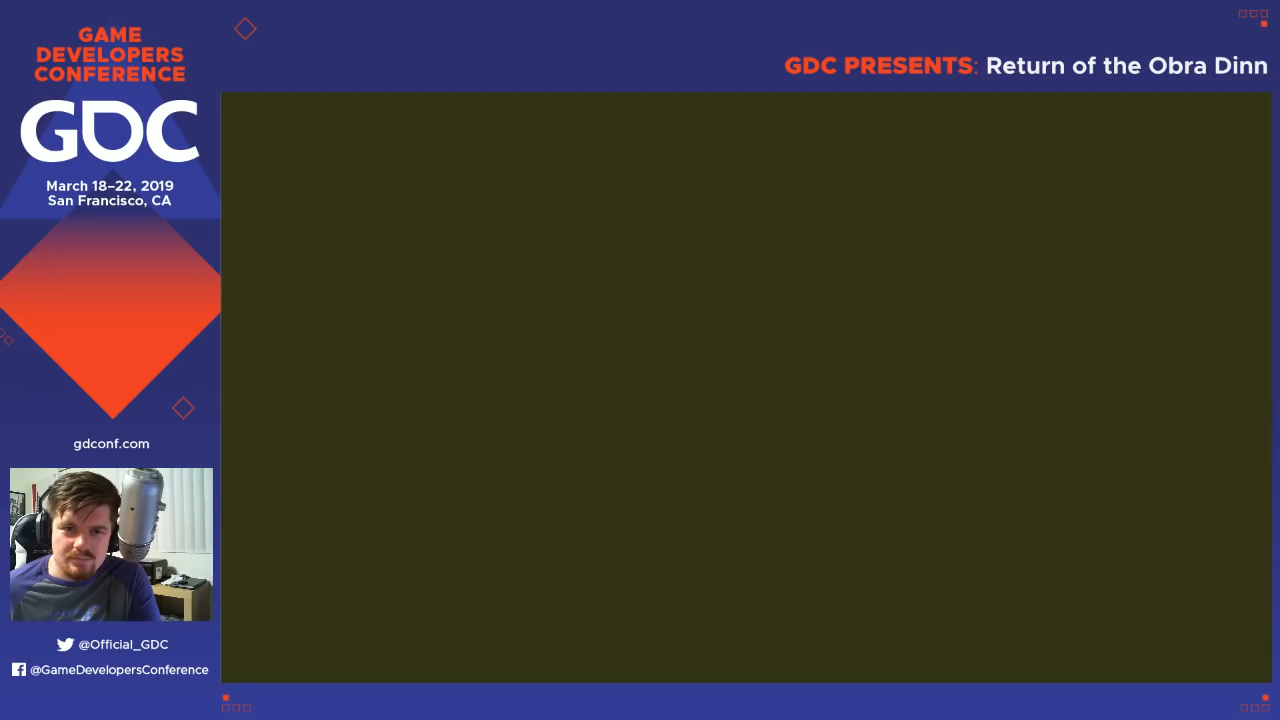 GAME
DEVELOPERS
CONFERENCE
GDC
March 18–22, 2019
San Francisco, CA
GDC PRESENTS: Return of the Obra Dinn
gdconf.com
@Official_GDC
@GameDevelopersConference